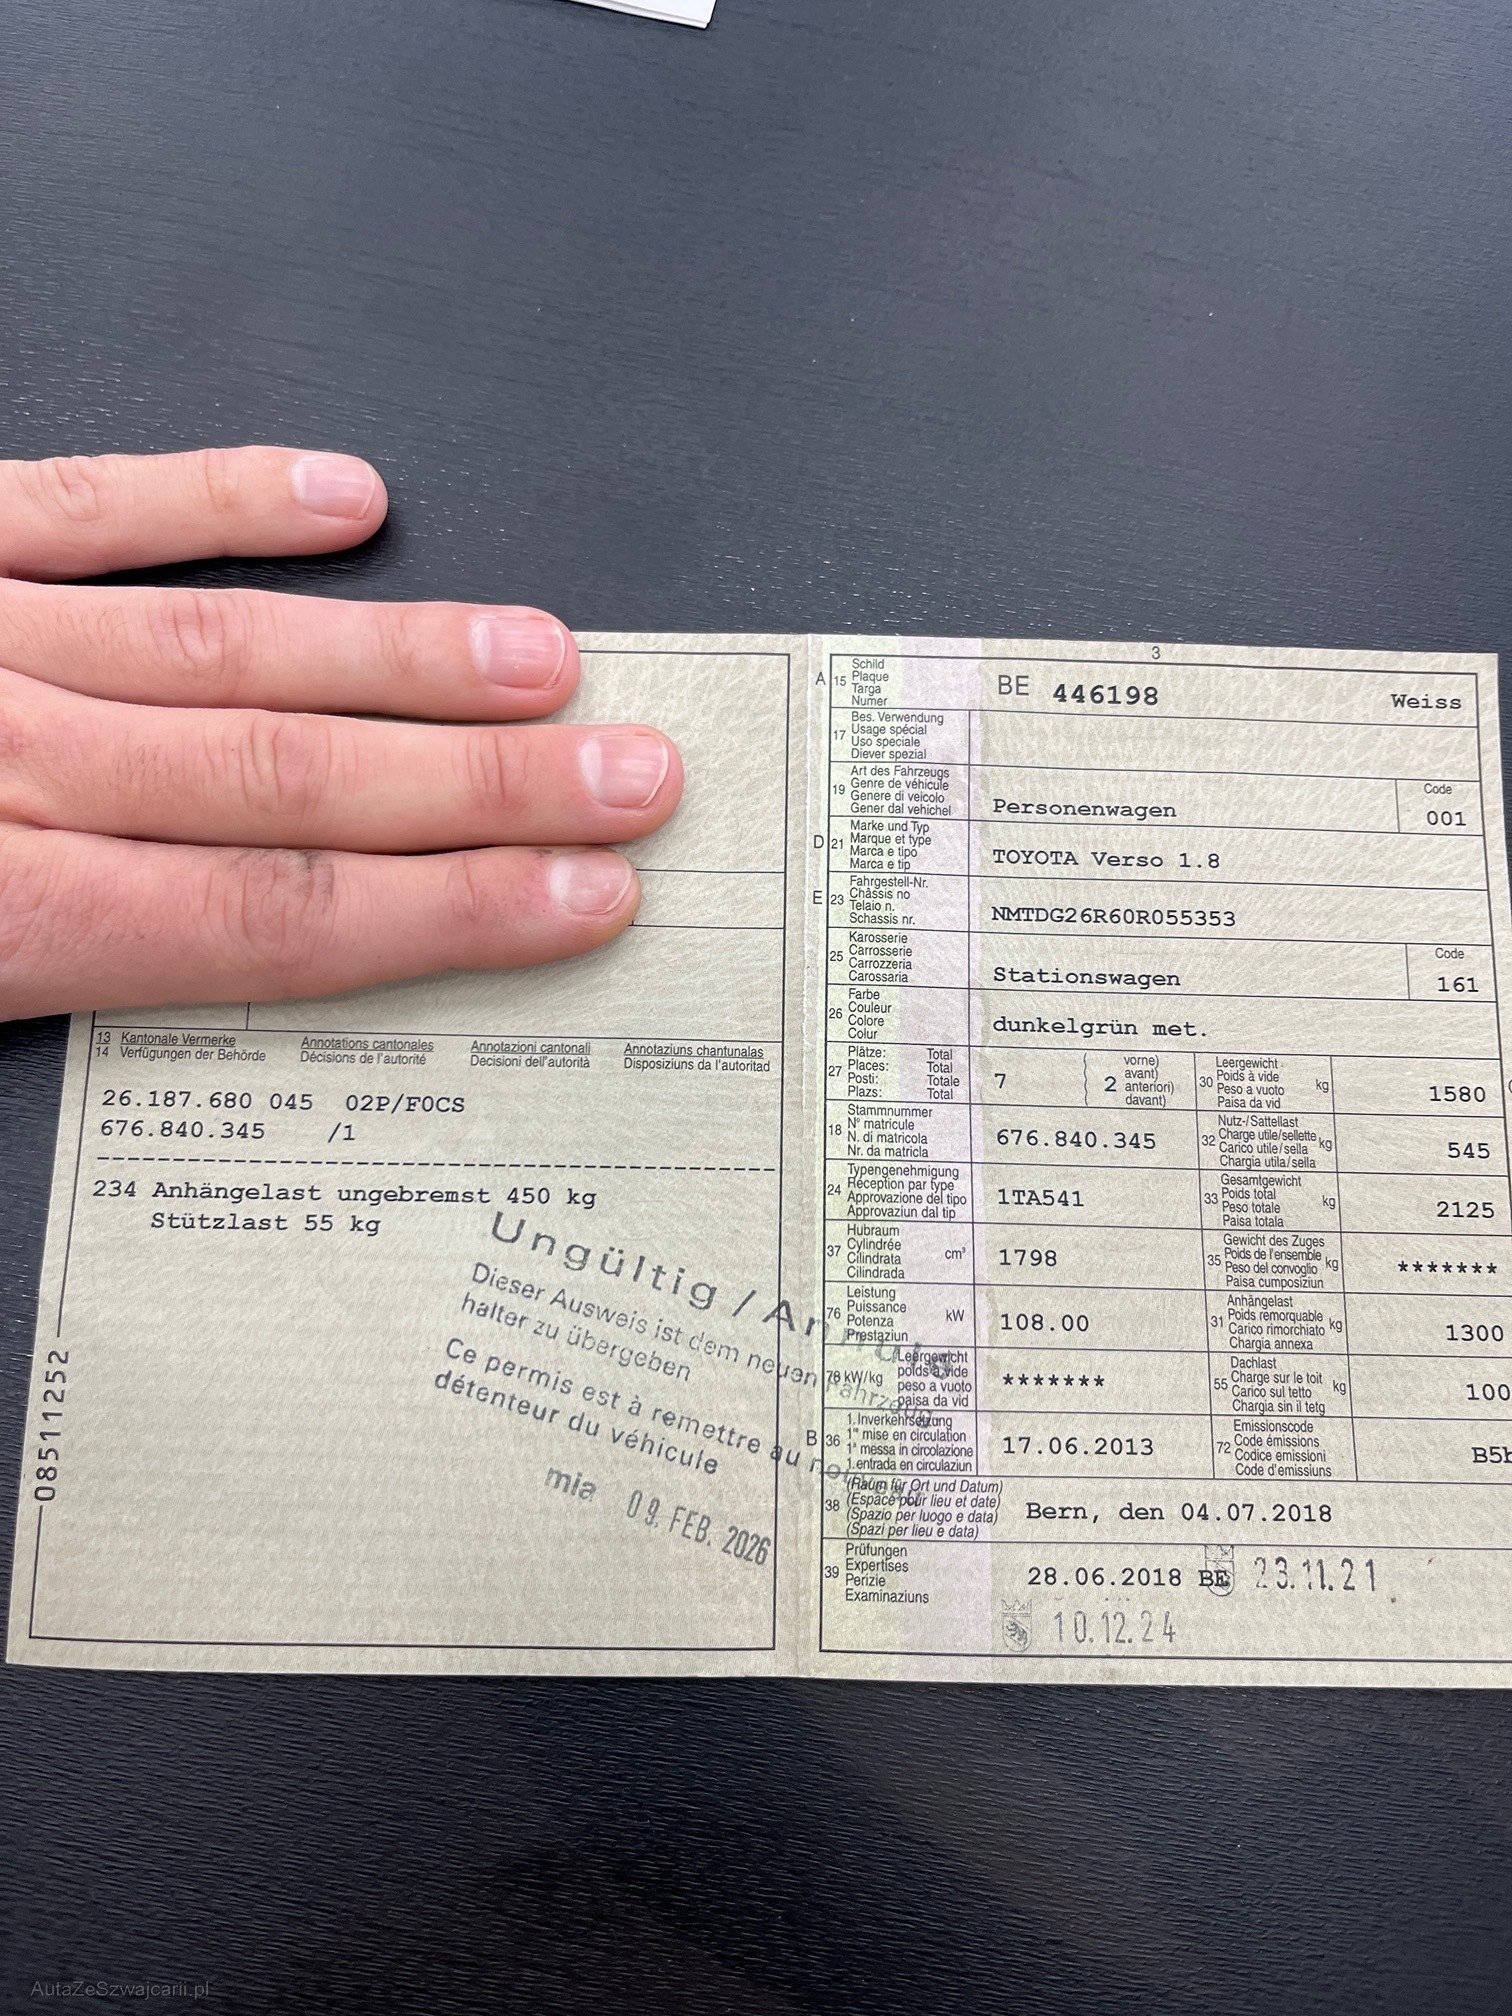 13 Kantonale Vermerke
14 Verfügungen der Behörde
Annotations cantonales
Décisions de l'autorité
Annotazioni cantonali
Decisioni dell'autorità
Annotaziuns chantunalas
Disposiziuns da l'autoritad
26.187.680 045 02P/F0CS
676.840.345 /1
234 Anhängelast ungebremst 450 kg
Stützlast 55 kg
Ungültig / Annulé
Dieser Ausweis ist dem neuen Fahrzeug-
halter zu übergeben
Ce permis est à remettre au nouveau
détenteur du véhicule
mia 09. FEB. 2026
08511252
3
A 15 Schild
Plaque
Targa
Numer
BE 446198 Weiss
17 Bes. Verwendung
Usage spécial
Uso speciale
Diever spezial
19 Art des Fahrzeugs
Genre de véhicule
Genere di veicolo
Gener dal vehichel
Personenwagen
Code
001
D 21 Marke und Typ
Marque et type
Marca e tipo
Marca e tip
TOYOTA Verso 1.8
E 23 Fahrgestell-Nr.
Châssis no
Telaio n.
Schassis nr.
NMTDG26R60R055353
25 Karosserie
Carrosserie
Carrozzeria
Carossaria
Stationswagen
Code
161
26 Farbe
Couleur
Colore
Colur
dunkelgrün met.
27 Plätze: Total
Places: Total
Posti: Totale
Plazs: Total
7
2
vorne)
avant)
anteriori)
davant)
30 Leergewicht
Poids à vide
Peso a vuoto
Paisa da vid
kg
1580
18 Stammnummer
N° matricule
N. di matricola
Nr. da matricla
676.840.345
32 Nutz-/Sattellast
Charge utile/sellette
Carico utile/sella
Chargia utila/sella
kg
545
24 Typengenehmigung
Réception par type
Approvazione del tipo
Approvaziun dal tip
1TA541
33 Gesamtgewicht
Poids total
Peso totale
Paisa totala
kg
2125
37 Hubraum
Cylindrée
Cilindrata
Cilindrada
cm³
1798
35 Gewicht des Zuges
Poids de l'ensemble
Peso del convoglio
Paisa cumposiziun
kg
*******
76 Leistung
Puissance
Potenza
Prestaziun
kW
108.00
31 Anhängelast
Poids remorquable
Carico rimorchiato
Chargia annexa
kg
1300
78 kW/kg
Leergewicht
poids à vide
peso a vuoto
paisa da vid
*******
55 Dachlast
Charge sur le toit
Carico sul tetto
Chargia sin il tetg
kg
100
B 36 1. Inverkehrsetzung
1re mise en circulation
1a messa in circolazione
1. entrada en circulaziun
17.06.2013
72 Emissionscode
Code émissions
Codice emissioni
Code d'emissiuns
B5b
38 (Raum für Ort und Datum)
(Espace pour lieu et date)
(Spazio per luogo e data)
(Spazi per lieu e data)
Bern, den 04.07.2018
39 Prüfungen
Expertises
Perizie
Examinaziuns
28.06.2018 BE 23.11.21
10.12.24
AutaZeSzwajcarii.pl